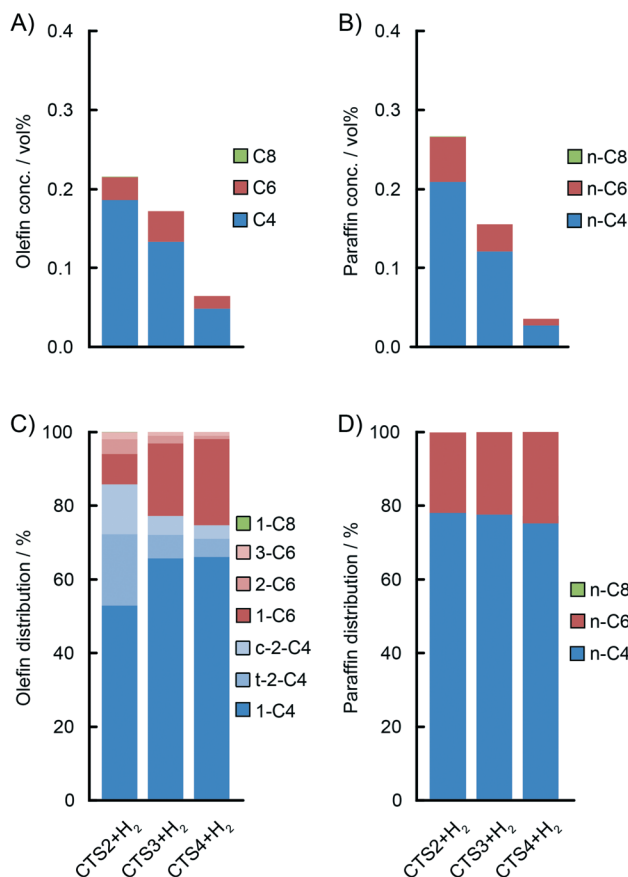 A)
Olefin conc. / vol%
0.4
0.3
0.2
0.1
0.0
C8
C6
C4
B)
Paraffin conc. / vol%
0.4
0.3
0.2
0.1
0.0
n-C8
n-C6
n-C4
C)
Olefin distribution / %
100
80
60
40
20
0
1-C8
3-C6
2-C6
1-C6
c-2-C4
t-2-C4
1-C4
CTS2+H₂
CTS3+H₂
CTS4+H₂
D)
Paraffin distribution / %
100
80
60
40
20
0
n-C8
n-C6
n-C4
CTS2+H₂
CTS3+H₂
CTS4+H₂